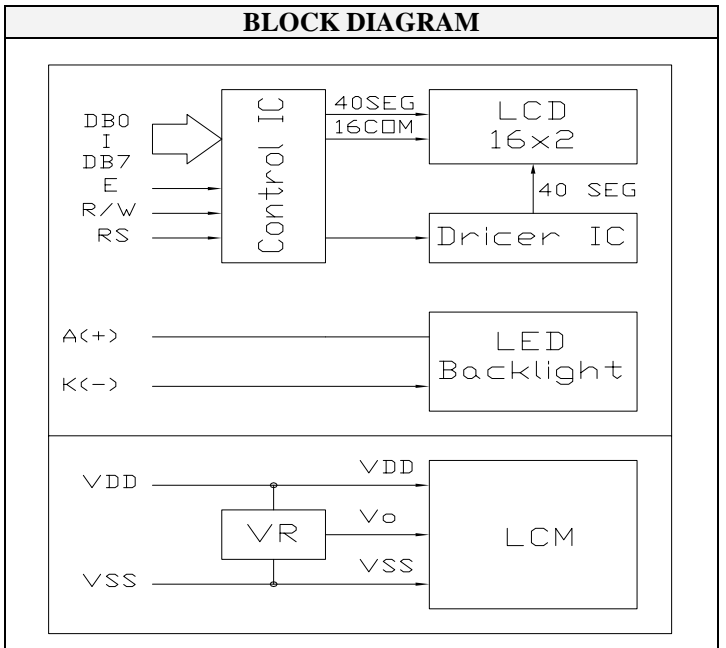 BLOCK DIAGRAM
DB0
I
DB7
E
R/W
RS
Control IC
40SEG
16COM
LCD
16x2
40 SEG
Dricer IC
A(+)
K(-)
LED
Backlight
VDD
VSS
VR
VDD
Vo
VSS
LCM